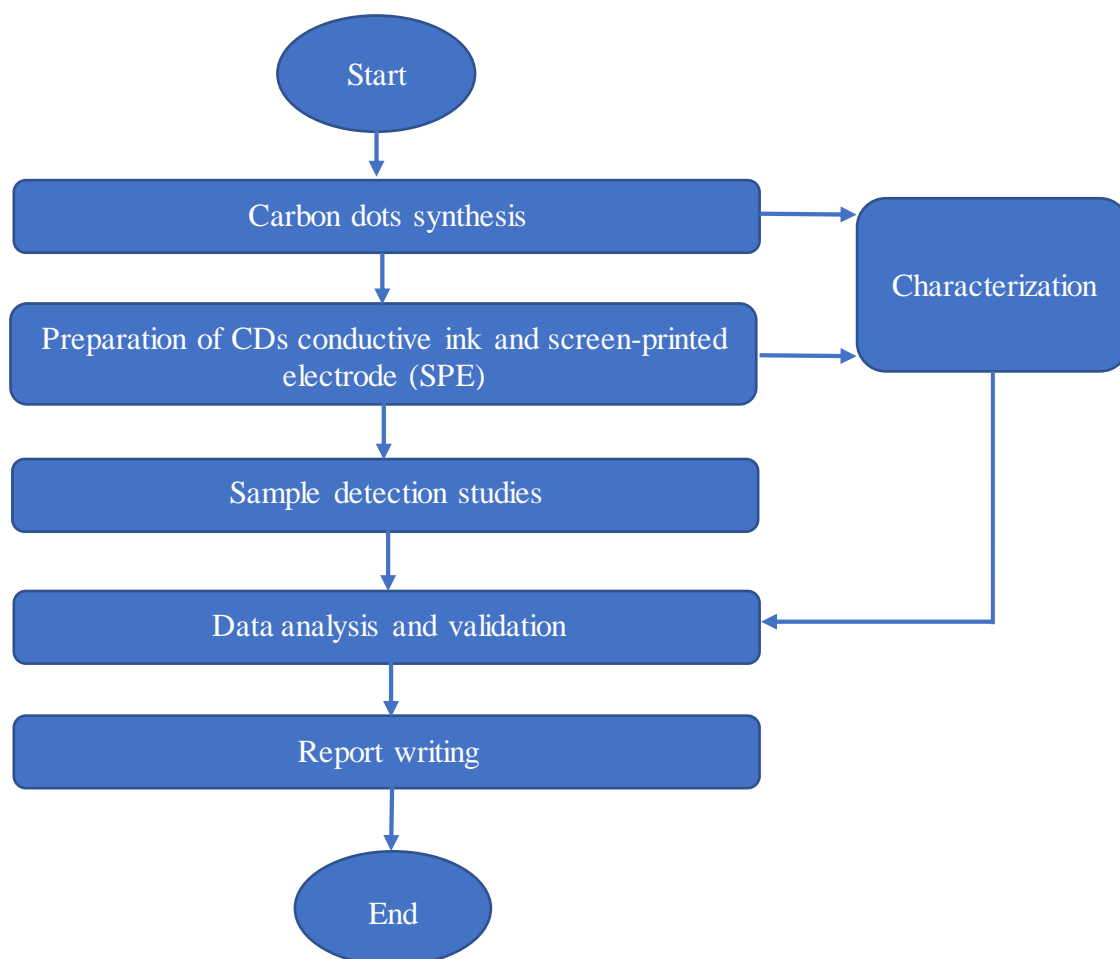 Start
Carbon dots synthesis
Characterization
Preparation of CDs conductive ink and screen-printed
electrode (SPE)
Sample detection studies
Data analysis and validation
Report writing
End